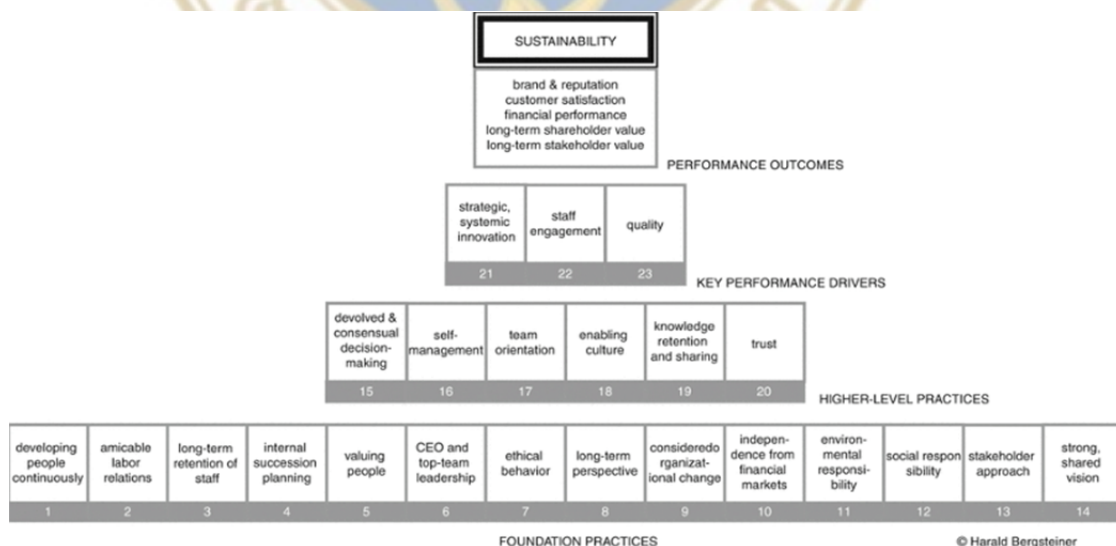 SUSTAINABILITY
brand & reputation
customer satisfaction
financial performance
long-term shareholder value
long-term stakeholder value
PERFORMANCE OUTCOMES
strategic,
systemic
innovation
staff
engagement
quality
21 22 23
KEY PERFORMANCE DRIVERS
devolved &
consensual
decision-
making
self-
management
team
orientation
enabling
culture
knowledge
retention
and sharing
trust
15 16 17 18 19 20
HIGHER-LEVEL PRACTICES
developing
people
continuously
amicable
labor
relations
long-term
retention of
staff
internal
succession
planning
valuing
people
CEO and
top-team
leadership
ethical
behavior
long-term
perspective
consideredo
rganizat-
ional change
indepen-
dence from
financial
markets
environ-
mental
responsi-
bility
social respon
sibility
stakeholder
approach
strong,
shared
vision
1 2 3 4 5 6 7 8 9 10 11 12 13 14
FOUNDATION PRACTICES
© Harald Bergsteiner